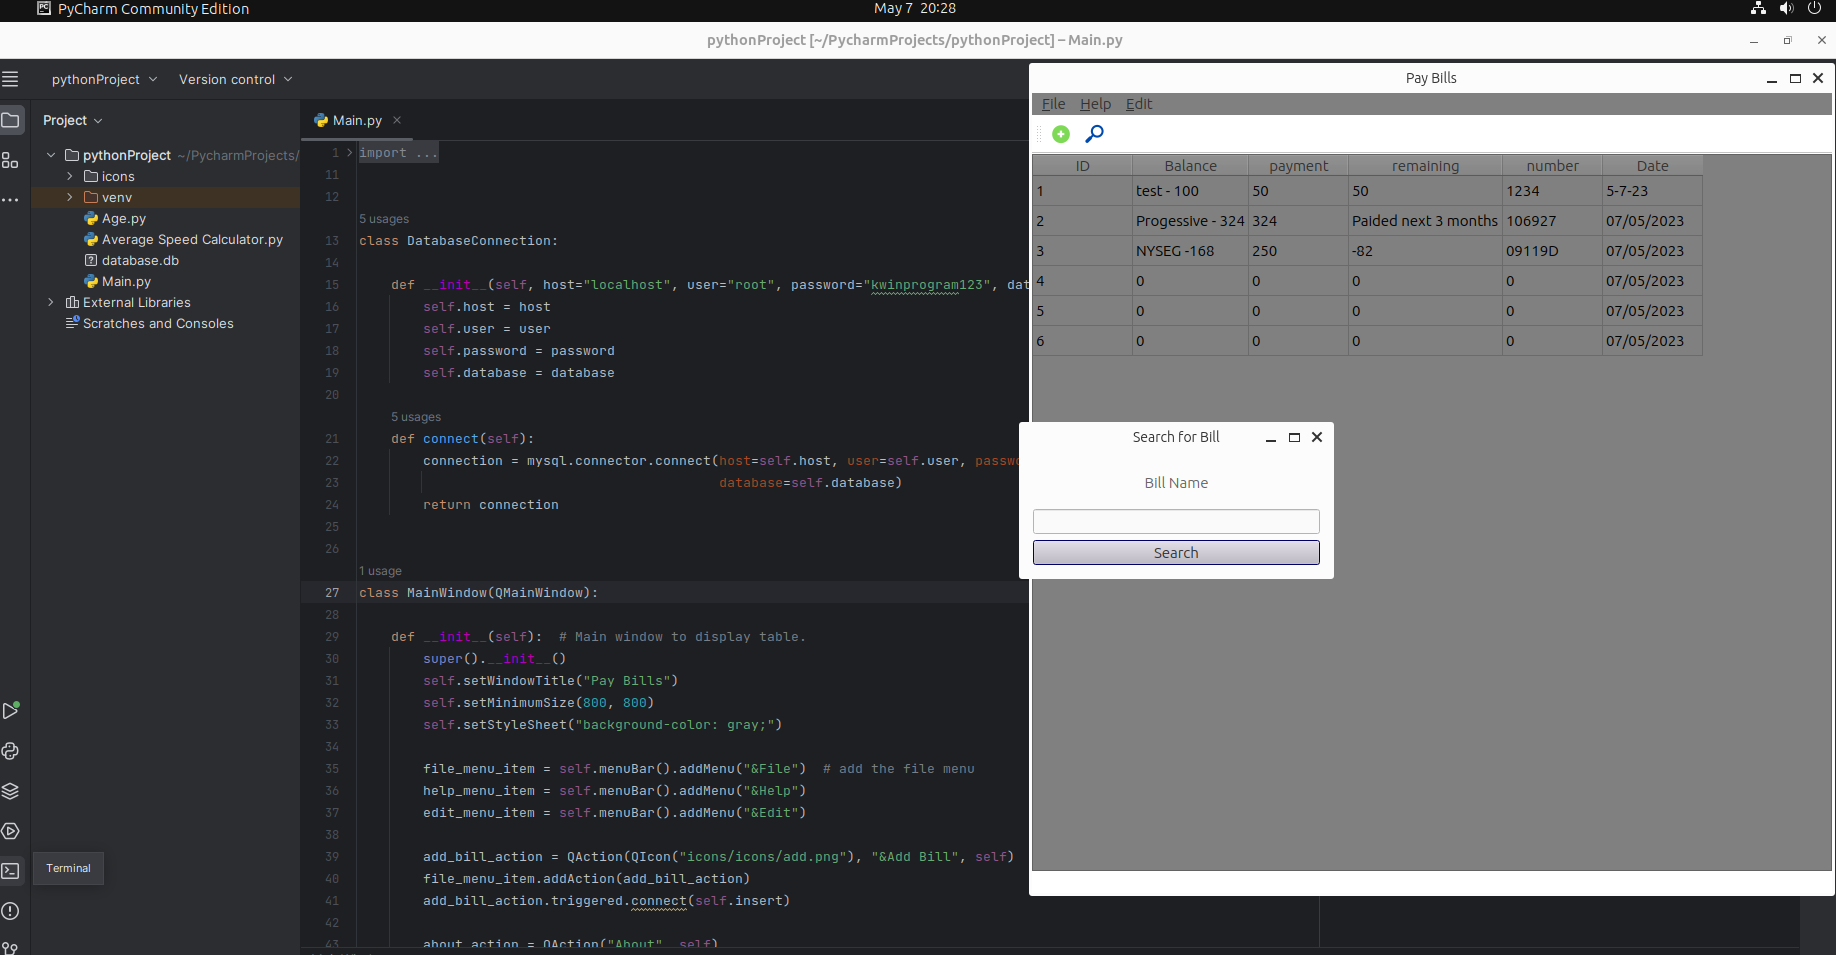 PyCharm Community Edition
May 7 20:28
pythonProject [~/PycharmProjects/pythonProject] – Main.py
pythonProject
Version control
Project
pythonProject ~/PycharmProjects/
icons
venv
Age.py
Average Speed Calculator.py
database.db
Main.py
External Libraries
Scratches and Consoles
Terminal
Main.py
1 import ...
11
12
5 usages
13 class DatabaseConnection:
14
15 def __init__(self, host="localhost", user="root", password="kwinprogram123", dat
16 self.host = host
17 self.user = user
18 self.password = password
19 self.database = database
20
5 usages
21 def connect(self):
22 connection = mysql.connector.connect(host=self.host, user=self.user, passwo
23 database=self.database)
24 return connection
25
26
1 usage
27 class MainWindow(QMainWindow):
28
29 def __init__(self): # Main window to display table.
30 super().__init__()
31 self.setWindowTitle("Pay Bills")
32 self.setMinimumSize(800, 800)
33 self.setStyleSheet("background-color: gray;")
34
35 file_menu_item = self.menuBar().addMenu("&File") # add the file menu
36 help_menu_item = self.menuBar().addMenu("&Help")
37 edit_menu_item = self.menuBar().addMenu("&Edit")
38
39 add_bill_action = QAction(QIcon("icons/icons/add.png"), "&Add Bill", self)
40 file_menu_item.addAction(add_bill_action)
41 add_bill_action.triggered.connect(self.insert)
42
43 about_action = QAction("About", self)
Pay Bills
File Help Edit
ID Balance payment remaining number Date
1 test - 100 50 50 1234 5-7-23
2 Progessive - 324 324 Paided next 3 months 106927 07/05/2023
3 NYSEG -168 250 -82 09119D 07/05/2023
4 0 0 0 0 07/05/2023
5 0 0 0 0 07/05/2023
6 0 0 0 0 07/05/2023
Search for Bill
Bill Name
Search